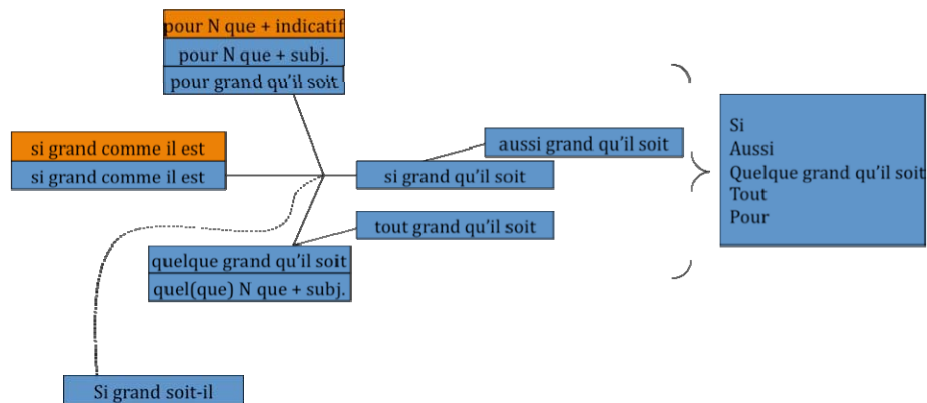 pour N que + indicatif
pour N que + subj.
pour grand qu'il soit
si grand comme il est
si grand comme il est
aussi grand qu'il soit
si grand qu'il soit
tout grand qu'il soit
quelque grand qu'il soit
quel(que) N que + subj.
Si grand soit-il
Si
Aussi
Quelque grand qu'il soit
Tout
Pour